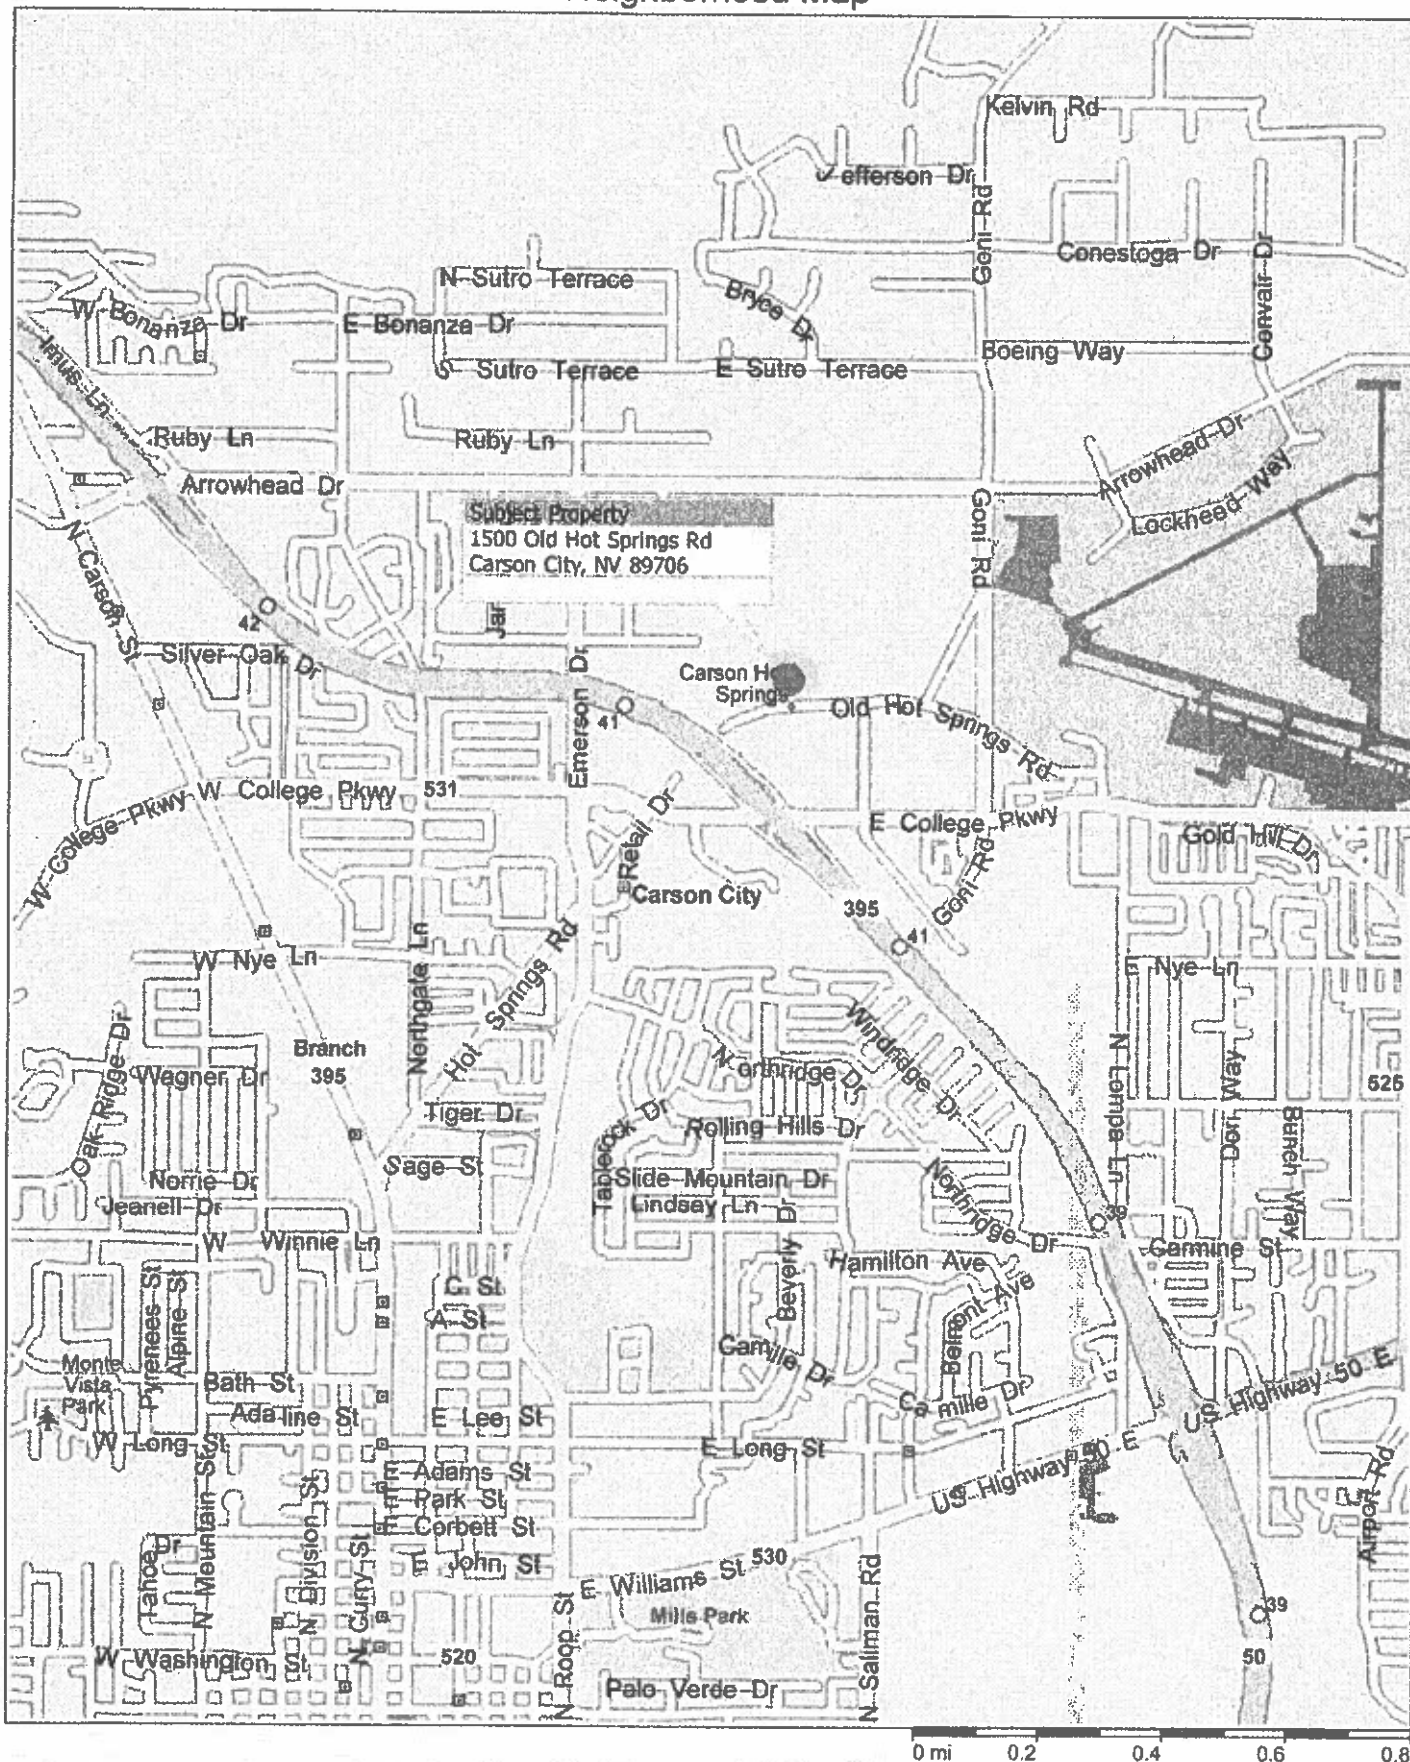 Neighborhood Map
Kelvin Rd
Jefferson Dr
Goni Rd
Conestoga Dr
Convair Dr
N Sutro Terrace
Bryce Dr
W Bonanza Dr
E Bonanza Dr
Boeing Way
Imus Ln
Sutro Terrace
E Sutro Terrace
Ruby Ln
Ruby Ln
Arrowhead Dr
Arrowhead Dr
Lockheed Way
Subject Property
1500 Old Hot Springs Rd
Carson City, NV 89706
Goni Rd
N Carson St
42
Jar
Silver Oak Dr
Emerson Dr
Carson Ho
Springs
41
Old Hot Springs Rd
W College Pkwy
W College Pkwy
531
Retail Dr
E College Pkwy
Gold Hill Dr
Carson City
395
Goni Rd
41
W Nye Ln
Northgate Ln
Hot Springs Rd
E Nye Ln
Oak Ridge Dr
Branch
395
Windridge Dr
N Lompa Ln
Wagner Dr
Northridge Dr
Don Way
525
Tiger Dr
Tablerock Dr
Rolling Hills Dr
Bunch Way
Sage St
Norrie Dr
Slide Mountain Dr
Jeanell Dr
Lindsay Ln
Northridge Dr
39
W Winnie Ln
Beverly Dr
Carmine St
Hamilton Ave
C St
A St
Belmont Ave
Pyrenees St
Alpine St
Camille Dr
Monte
Vista
Park
Bath St
Camille Dr
US Highway 50 E
Adaline St
E Lee St
W Long St
E Long St
E Adams St
US Highway 50 E
E Park St
E Corbett St
E John St
530
Airport Rd
Tahoe Dr
N Mountain St
N Division St
N Curry St
E Williams St
Mills Park
N Roop St
N Saliman Rd
39
50
W Washington St
520
Palo Verde Dr
0 mi 0.2 0.4 0.6 0.8